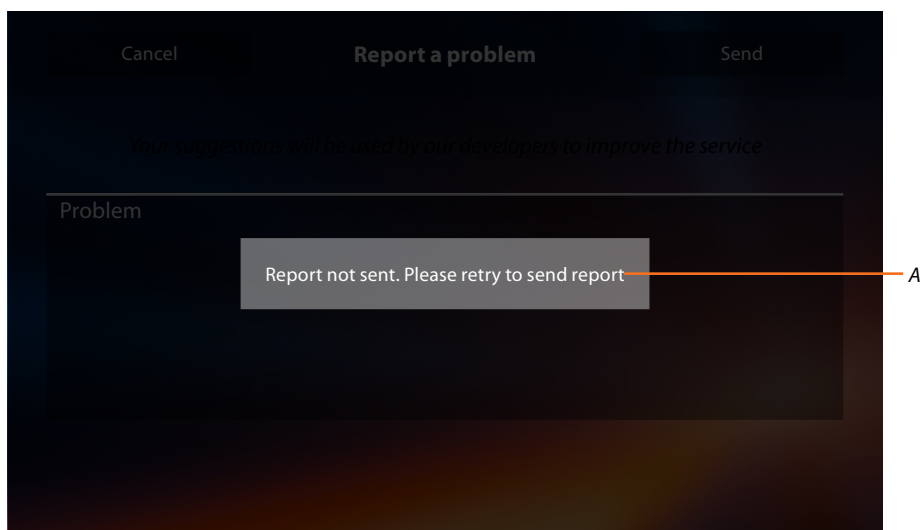 Cancel
Report a problem
Send
Your suggestions will be used by our developers to improve the service
Problem
Report not sent. Please retry to send report
A